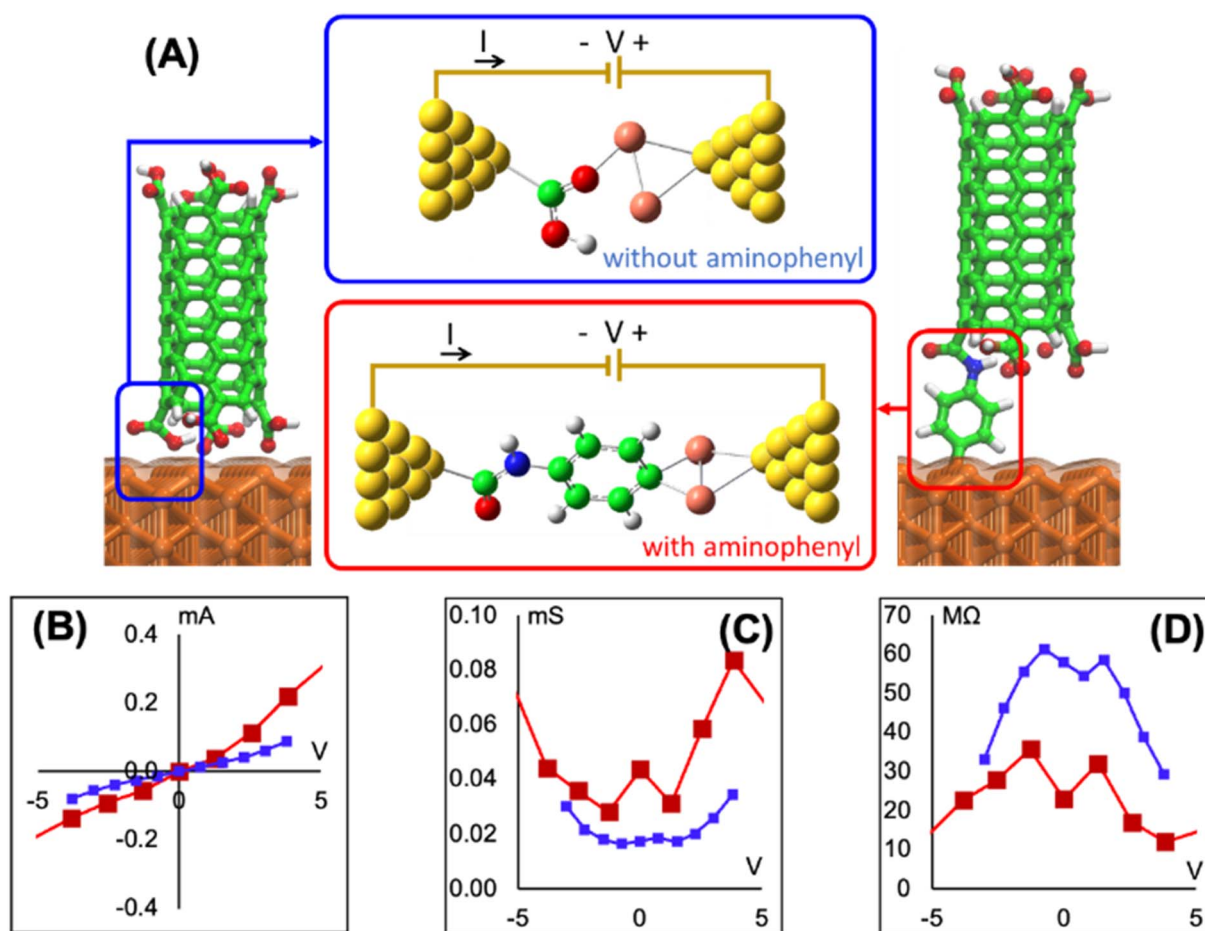 (A)
I
- V +
without aminophenyl
I
- V +
with aminophenyl
(B)
mA
0.4
0.2
0.0
-0.2
-0.4
-5
0
5
V
(C)
mS
0.10
0.08
0.06
0.04
0.02
0.00
-5
0
5
V
(D)
MΩ
70
60
50
40
30
20
10
0
-5
0
5
V